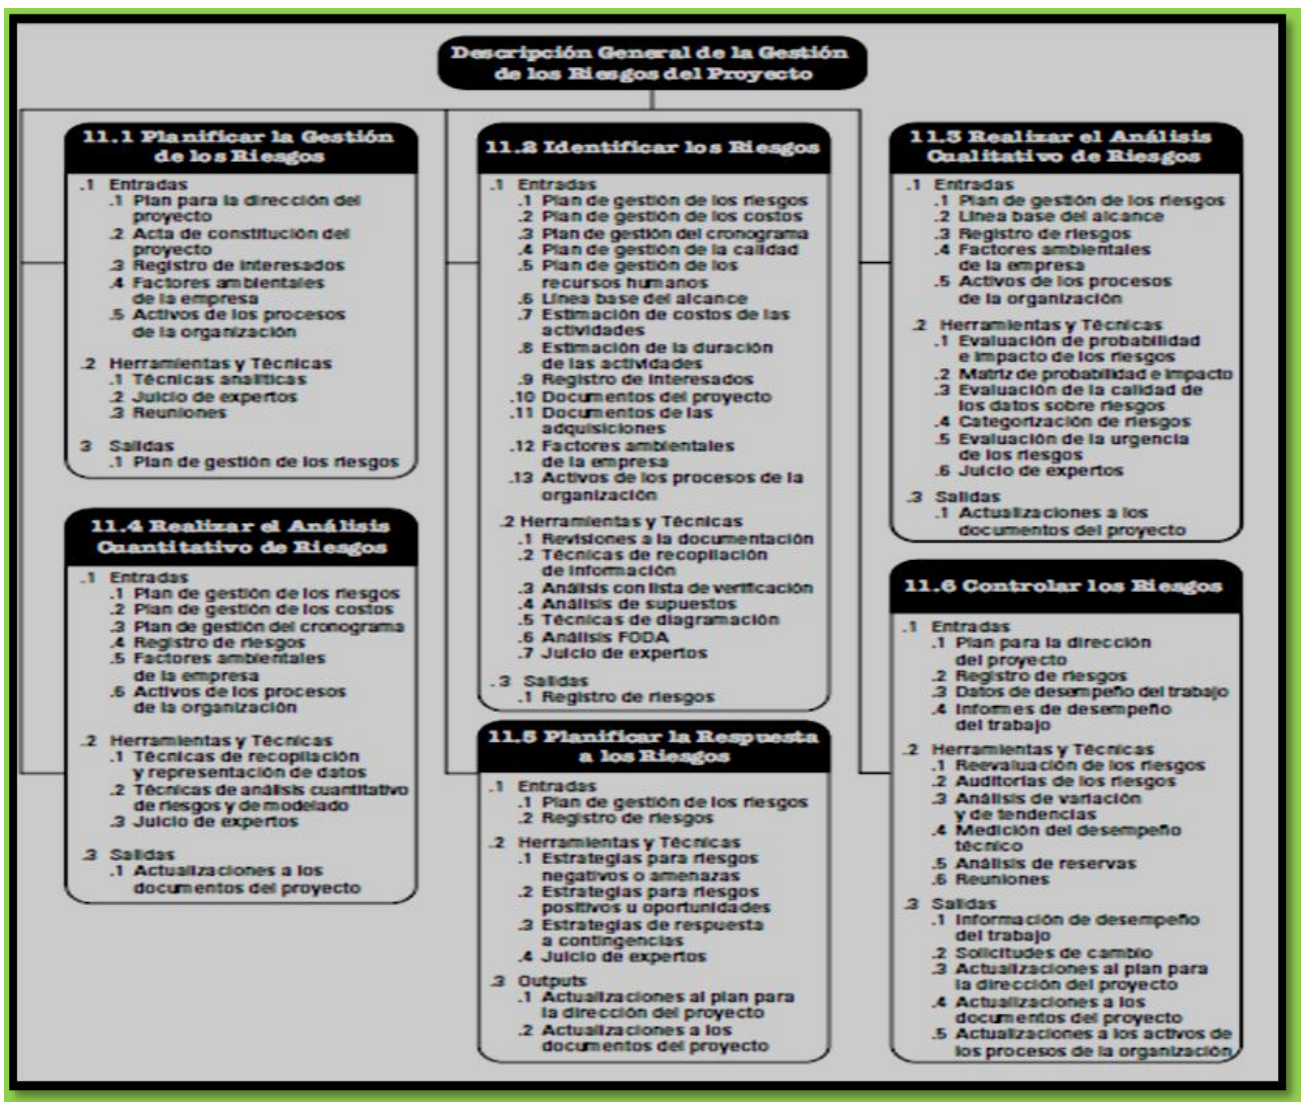 Descripción General de la Gestión
de los Riesgos del Proyecto
11.1 Planificar la Gestión
de los Riesgos
.1 Entradas
.1 Plan para la dirección del
proyecto
.2 Acta de constitución del
proyecto
.3 Registro de interesados
.4 Factores ambientales
de la empresa
.5 Activos de los procesos
de la organización
.2 Herramientas y Técnicas
.1 Técnicas analíticas
.2 Juicio de expertos
.3 Reuniones
3 Salidas
.1 Plan de gestión de los riesgos
11.2 Identificar los Riesgos
.1 Entradas
.1 Plan de gestión de los riesgos
.2 Plan de gestión de los costos
.3 Plan de gestión del cronograma
.4 Plan de gestión de la calidad
.5 Plan de gestión de los
recursos humanos
.6 Línea base del alcance
.7 Estimación de costos de las
actividades
.8 Estimación de la duración
de las actividades
.9 Registro de interesados
.10 Documentos del proyecto
.11 Documentos de las
adquisiciones
.12 Factores ambientales
de la empresa
.13 Activos de los procesos de la
organización
.2 Herramientas y Técnicas
.1 Revisiones a la documentación
.2 Técnicas de recopilación
de información
.3 Análisis con lista de verificación
.4 Análisis de supuestos
.5 Técnicas de diagramación
.6 Análisis FODA
.7 Juicio de expertos
.3 Salidas
.1 Registro de riesgos
11.3 Realizar el Análisis
Cualitativo de Riesgos
.1 Entradas
.1 Plan de gestión de los riesgos
.2 Línea base del alcance
.3 Registro de riesgos
.4 Factores ambientales
de la empresa
.5 Activos de los procesos
de la organización
.2 Herramientas y Técnicas
.1 Evaluación de probabilidad
e impacto de los riesgos
.2 Matriz de probabilidad e impacto
.3 Evaluación de la calidad de
los datos sobre riesgos
.4 Categorización de riesgos
.5 Evaluación de la urgencia
de los riesgos
.6 Juicio de expertos
.3 Salidas
.1 Actualizaciones a los
documentos del proyecto
11.4 Realizar el Análisis
Cuantitativo de Riesgos
.1 Entradas
.1 Plan de gestión de los riesgos
.2 Plan de gestión de los costos
.3 Plan de gestión del cronograma
.4 Registro de riesgos
.5 Factores ambientales
de la empresa
.6 Activos de los procesos
de la organización
.2 Herramientas y Técnicas
.1 Técnicas de recopilación
y representación de datos
.2 Técnicas de análisis cuantitativo
de riesgos y de modelado
.3 Juicio de expertos
.3 Salidas
.1 Actualizaciones a los
documentos del proyecto
11.5 Planificar la Respuesta
a los Riesgos
.1 Entradas
.1 Plan de gestión de los riesgos
.2 Registro de riesgos
.2 Herramientas y Técnicas
.1 Estrategias para riesgos
negativos o amenazas
.2 Estrategias para riesgos
positivos u oportunidades
.3 Estrategias de respuesta
a contingencias
.4 Juicio de expertos
.3 Outputs
.1 Actualizaciones al plan para
la dirección del proyecto
.2 Actualizaciones a los
documentos del proyecto
11.6 Controlar los Riesgos
.1 Entradas
.1 Plan para la dirección
del proyecto
.2 Registro de riesgos
.3 Datos de desempeño del trabajo
.4 Informes de desempeño
del trabajo
.2 Herramientas y Técnicas
.1 Reevaluación de los riesgos
.2 Auditorías de los riesgos
.3 Análisis de variación
y de tendencias
.4 Medición del desempeño
técnico
.5 Análisis de reservas
.6 Reuniones
.3 Salidas
.1 Información de desempeño
del trabajo
.2 Solicitudes de cambio
.3 Actualizaciones al plan para
la dirección del proyecto
.4 Actualizaciones a los
documentos del proyecto
.5 Actualizaciones a los activos de
los procesos de la organización